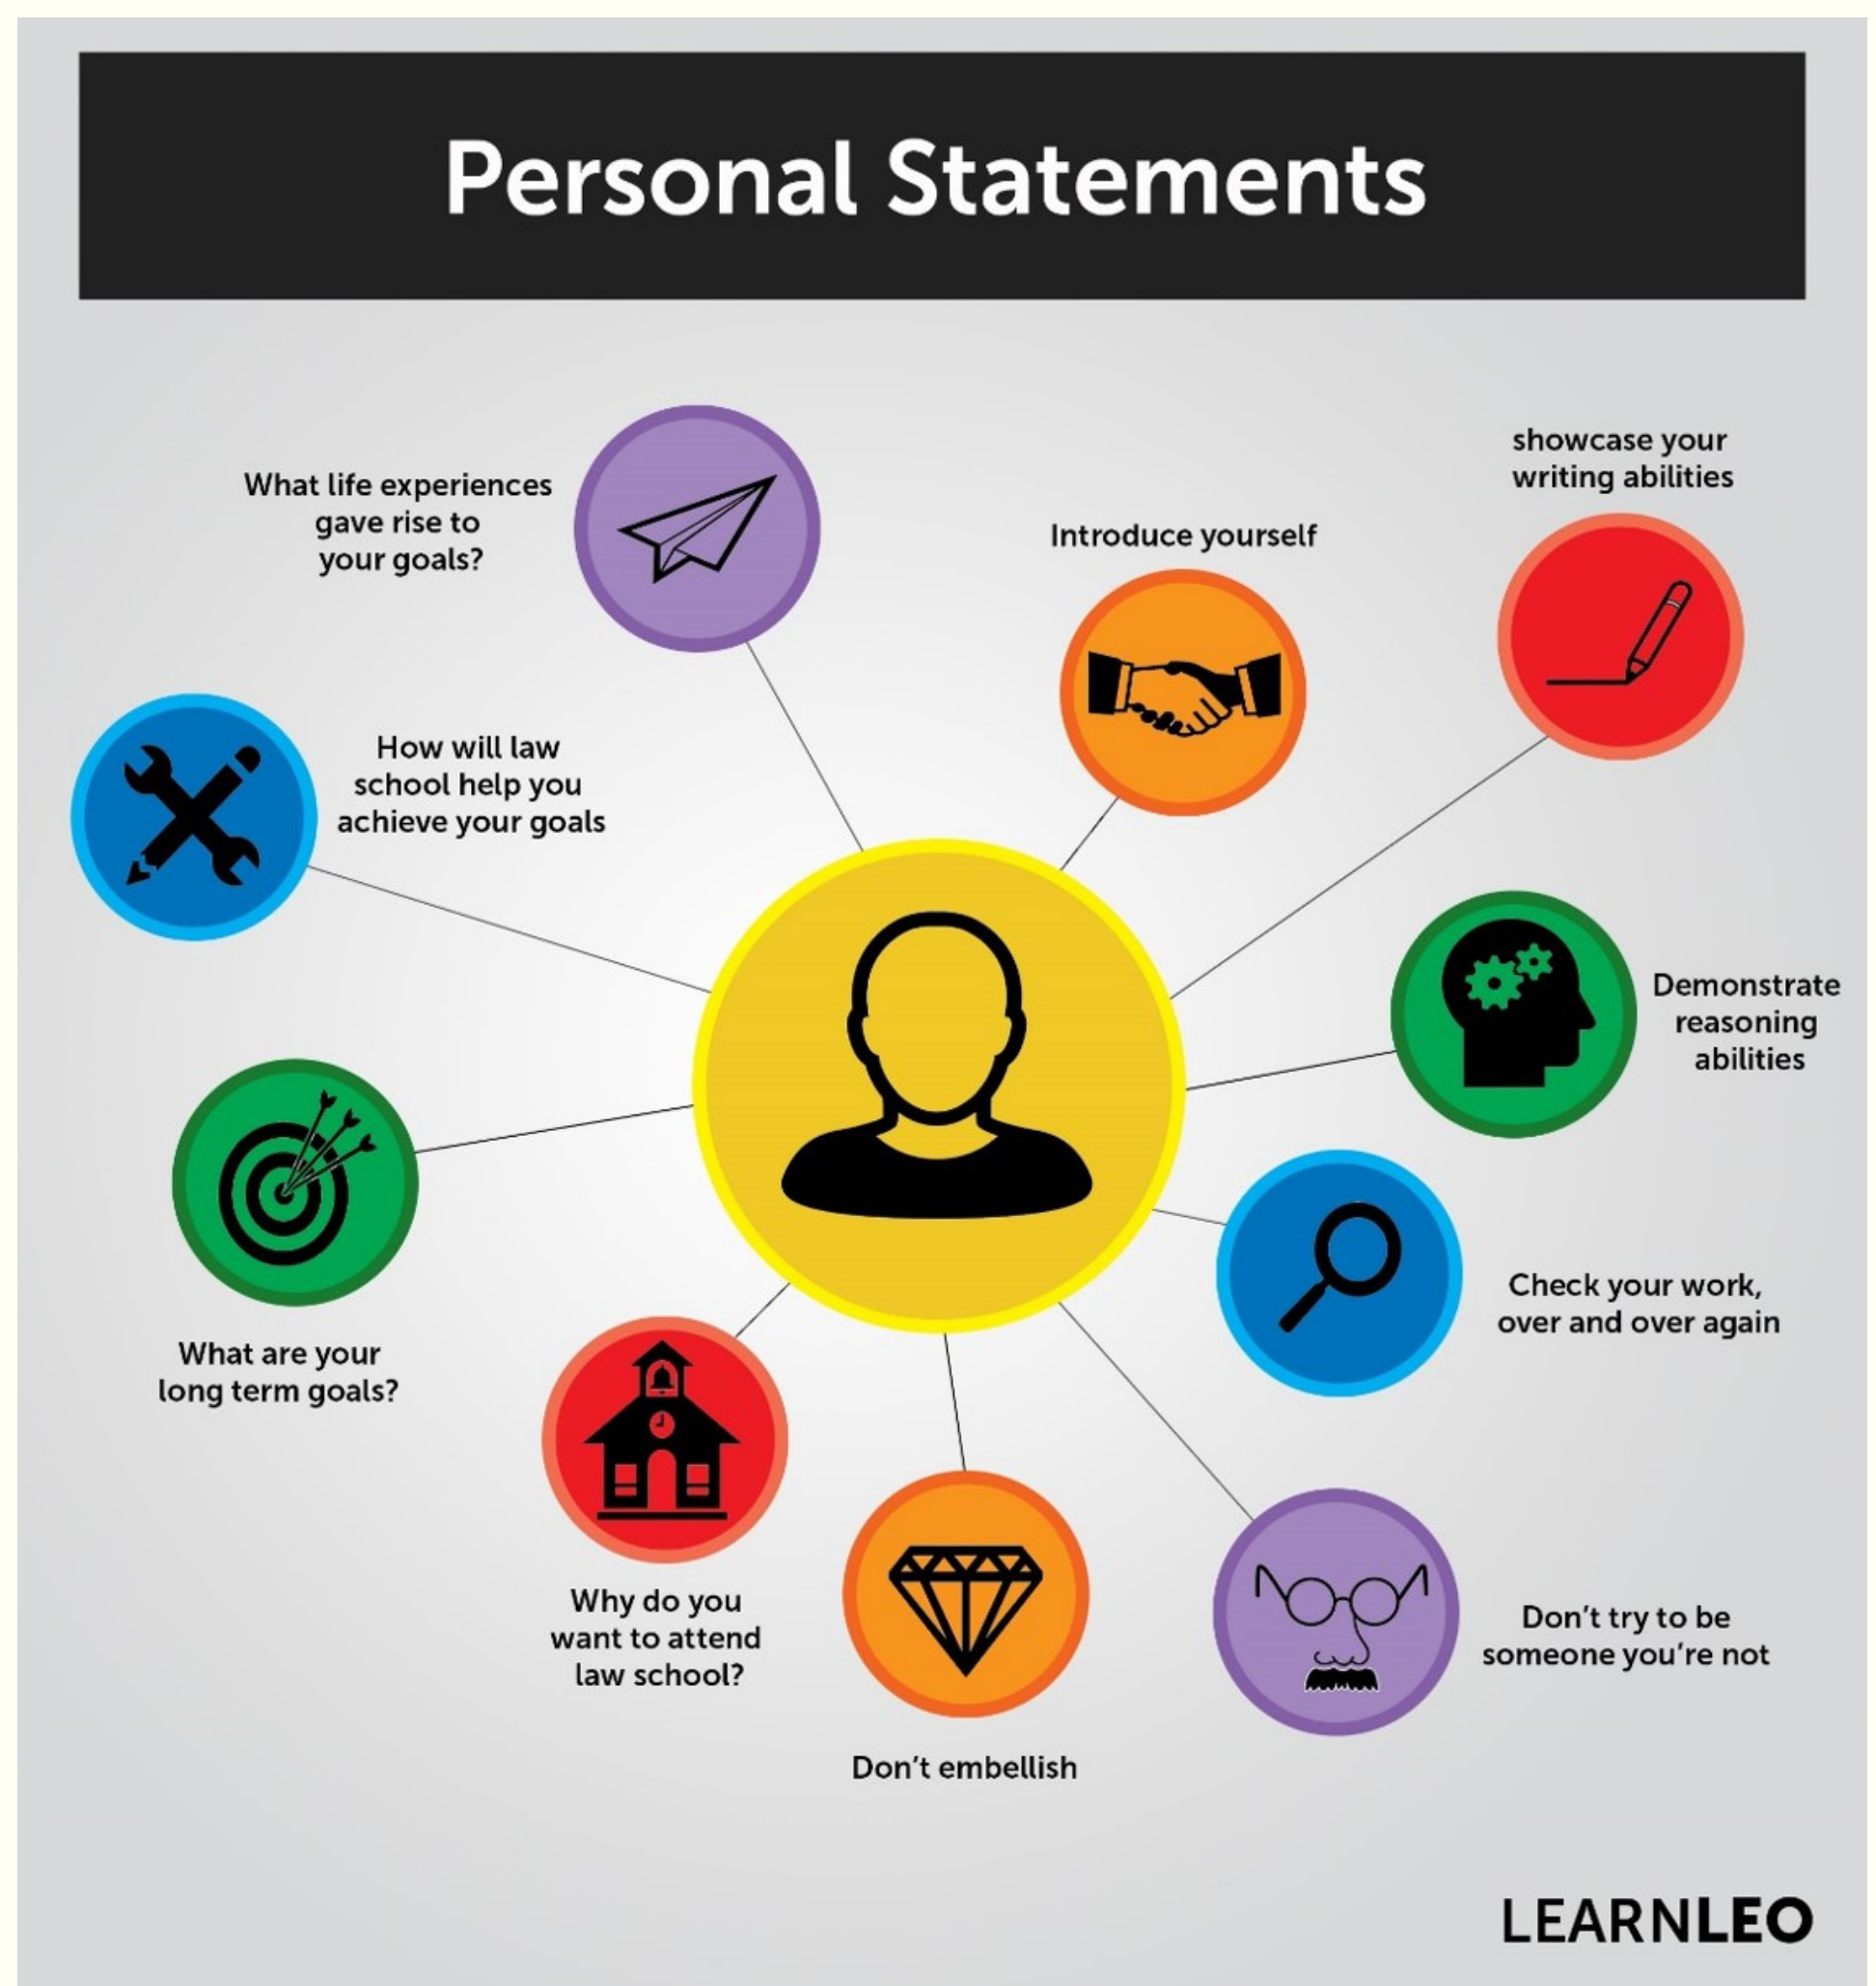 Personal Statements
What life experiences
gave rise to
your goals?
showcase your
writing abilities
Introduce yourself
How will law
school help you
achieve your goals
Demonstrate
reasoning
abilities
Check your work,
over and over again
What are your
long term goals?
Why do you
want to attend
law school?
Don't try to be
someone you're not
Don't embellish
LEARNLEO